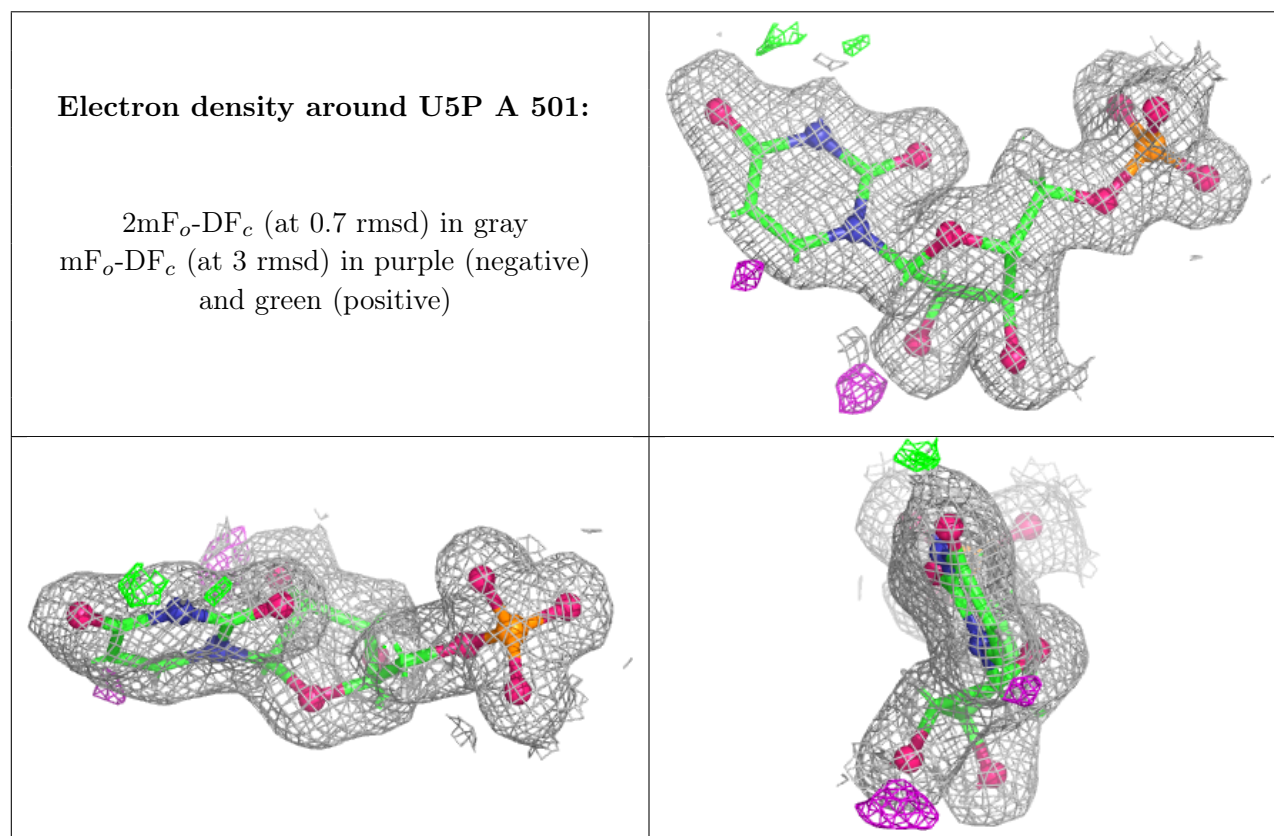 Electron density around U5P A 501:
2mFo-DFc (at 0.7 rmsd) in gray
mFo-DFc (at 3 rmsd) in purple (negative)
and green (positive)